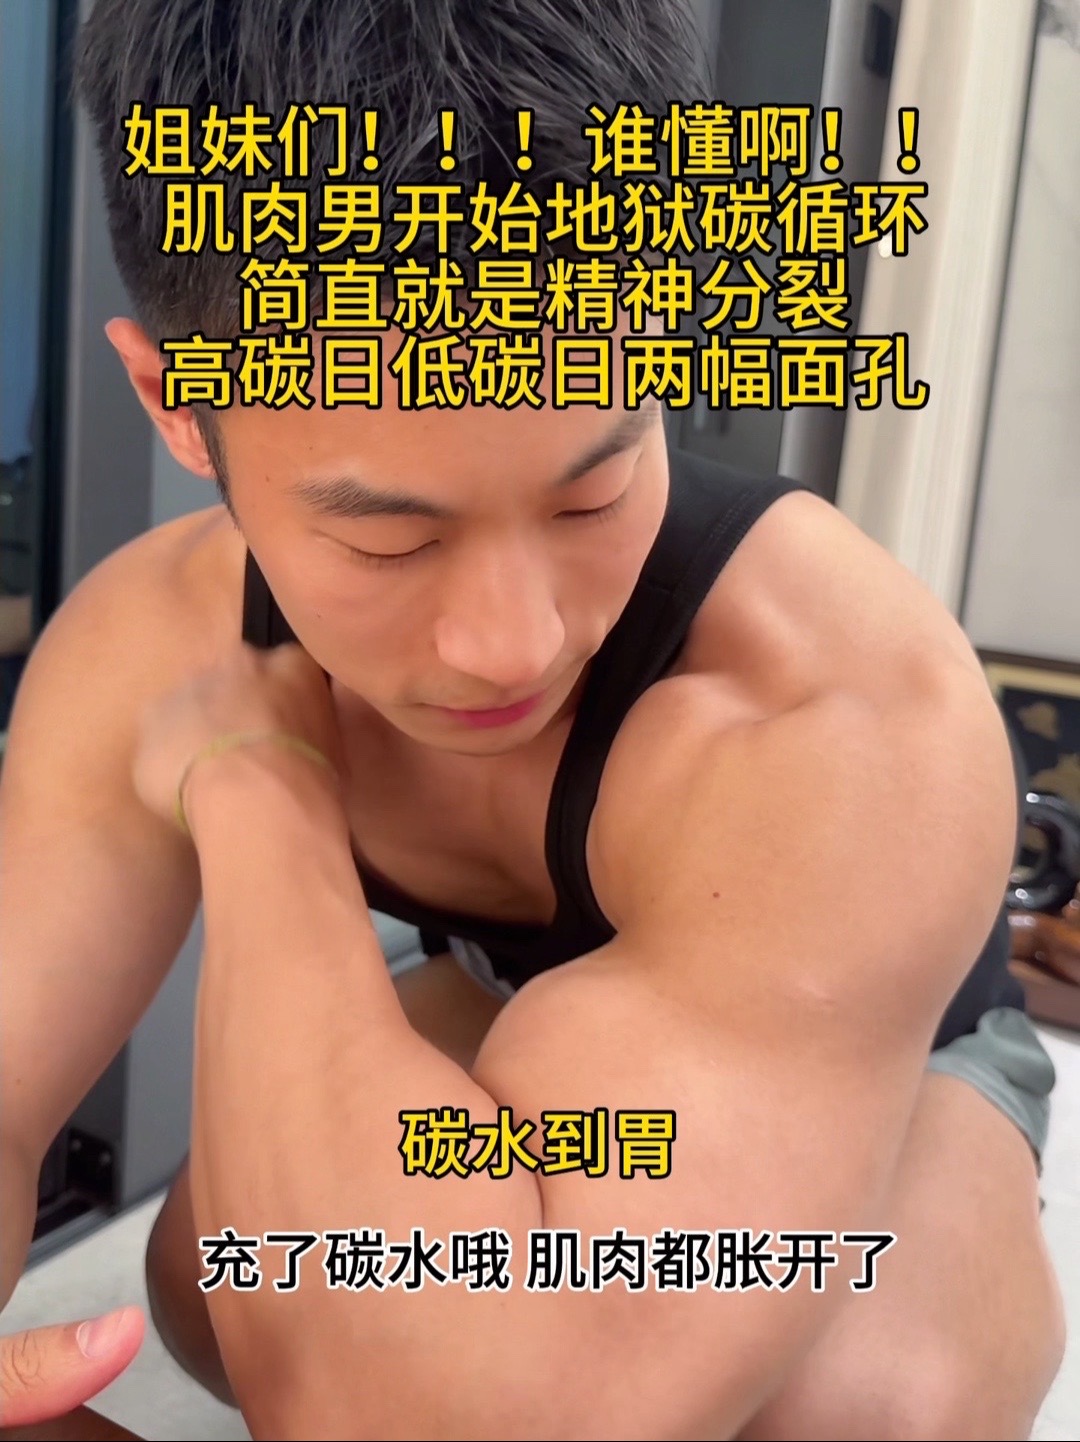 姐妹们！！！谁懂啊！！
肌肉男开始地狱碳循环
简直就是精神分裂
高碳日低碳日两幅面孔
碳水到胃
充了碳水哦 肌肉都胀开了